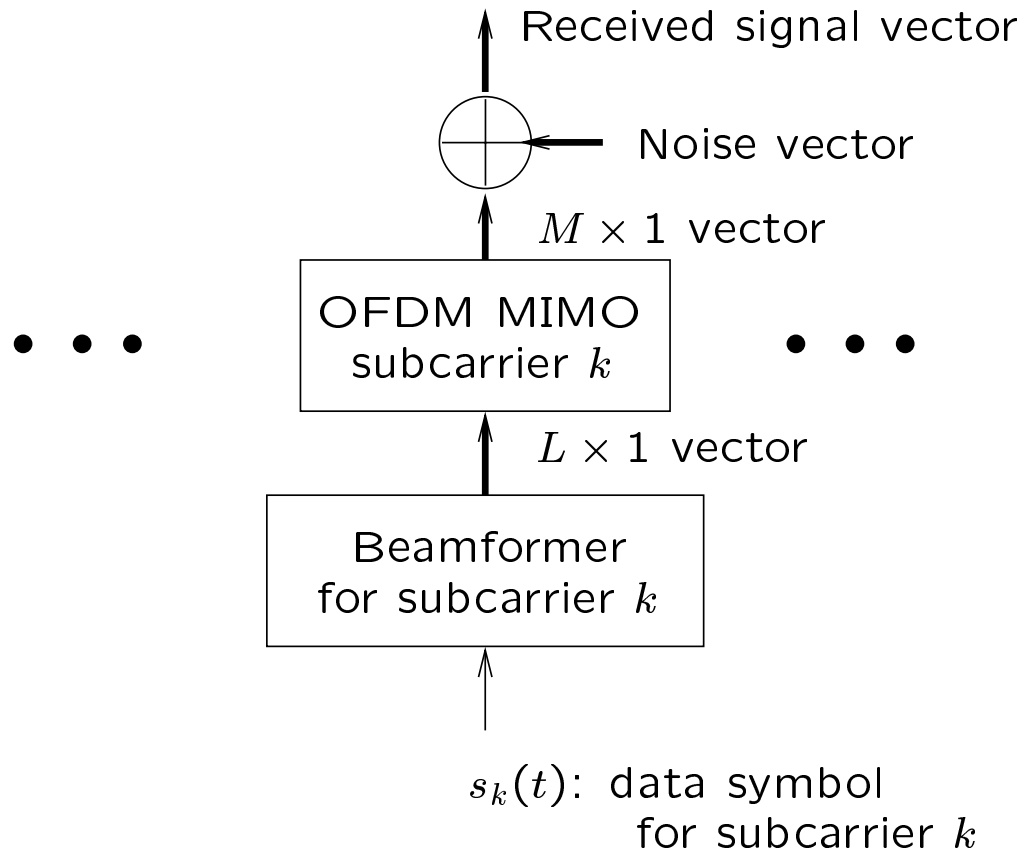 Received signal vector
Noise vector
M × 1 vector
OFDM MIMO
subcarrier k
L × 1 vector
Beamformer
for subcarrier k
s_k(t): data symbol
for subcarrier k